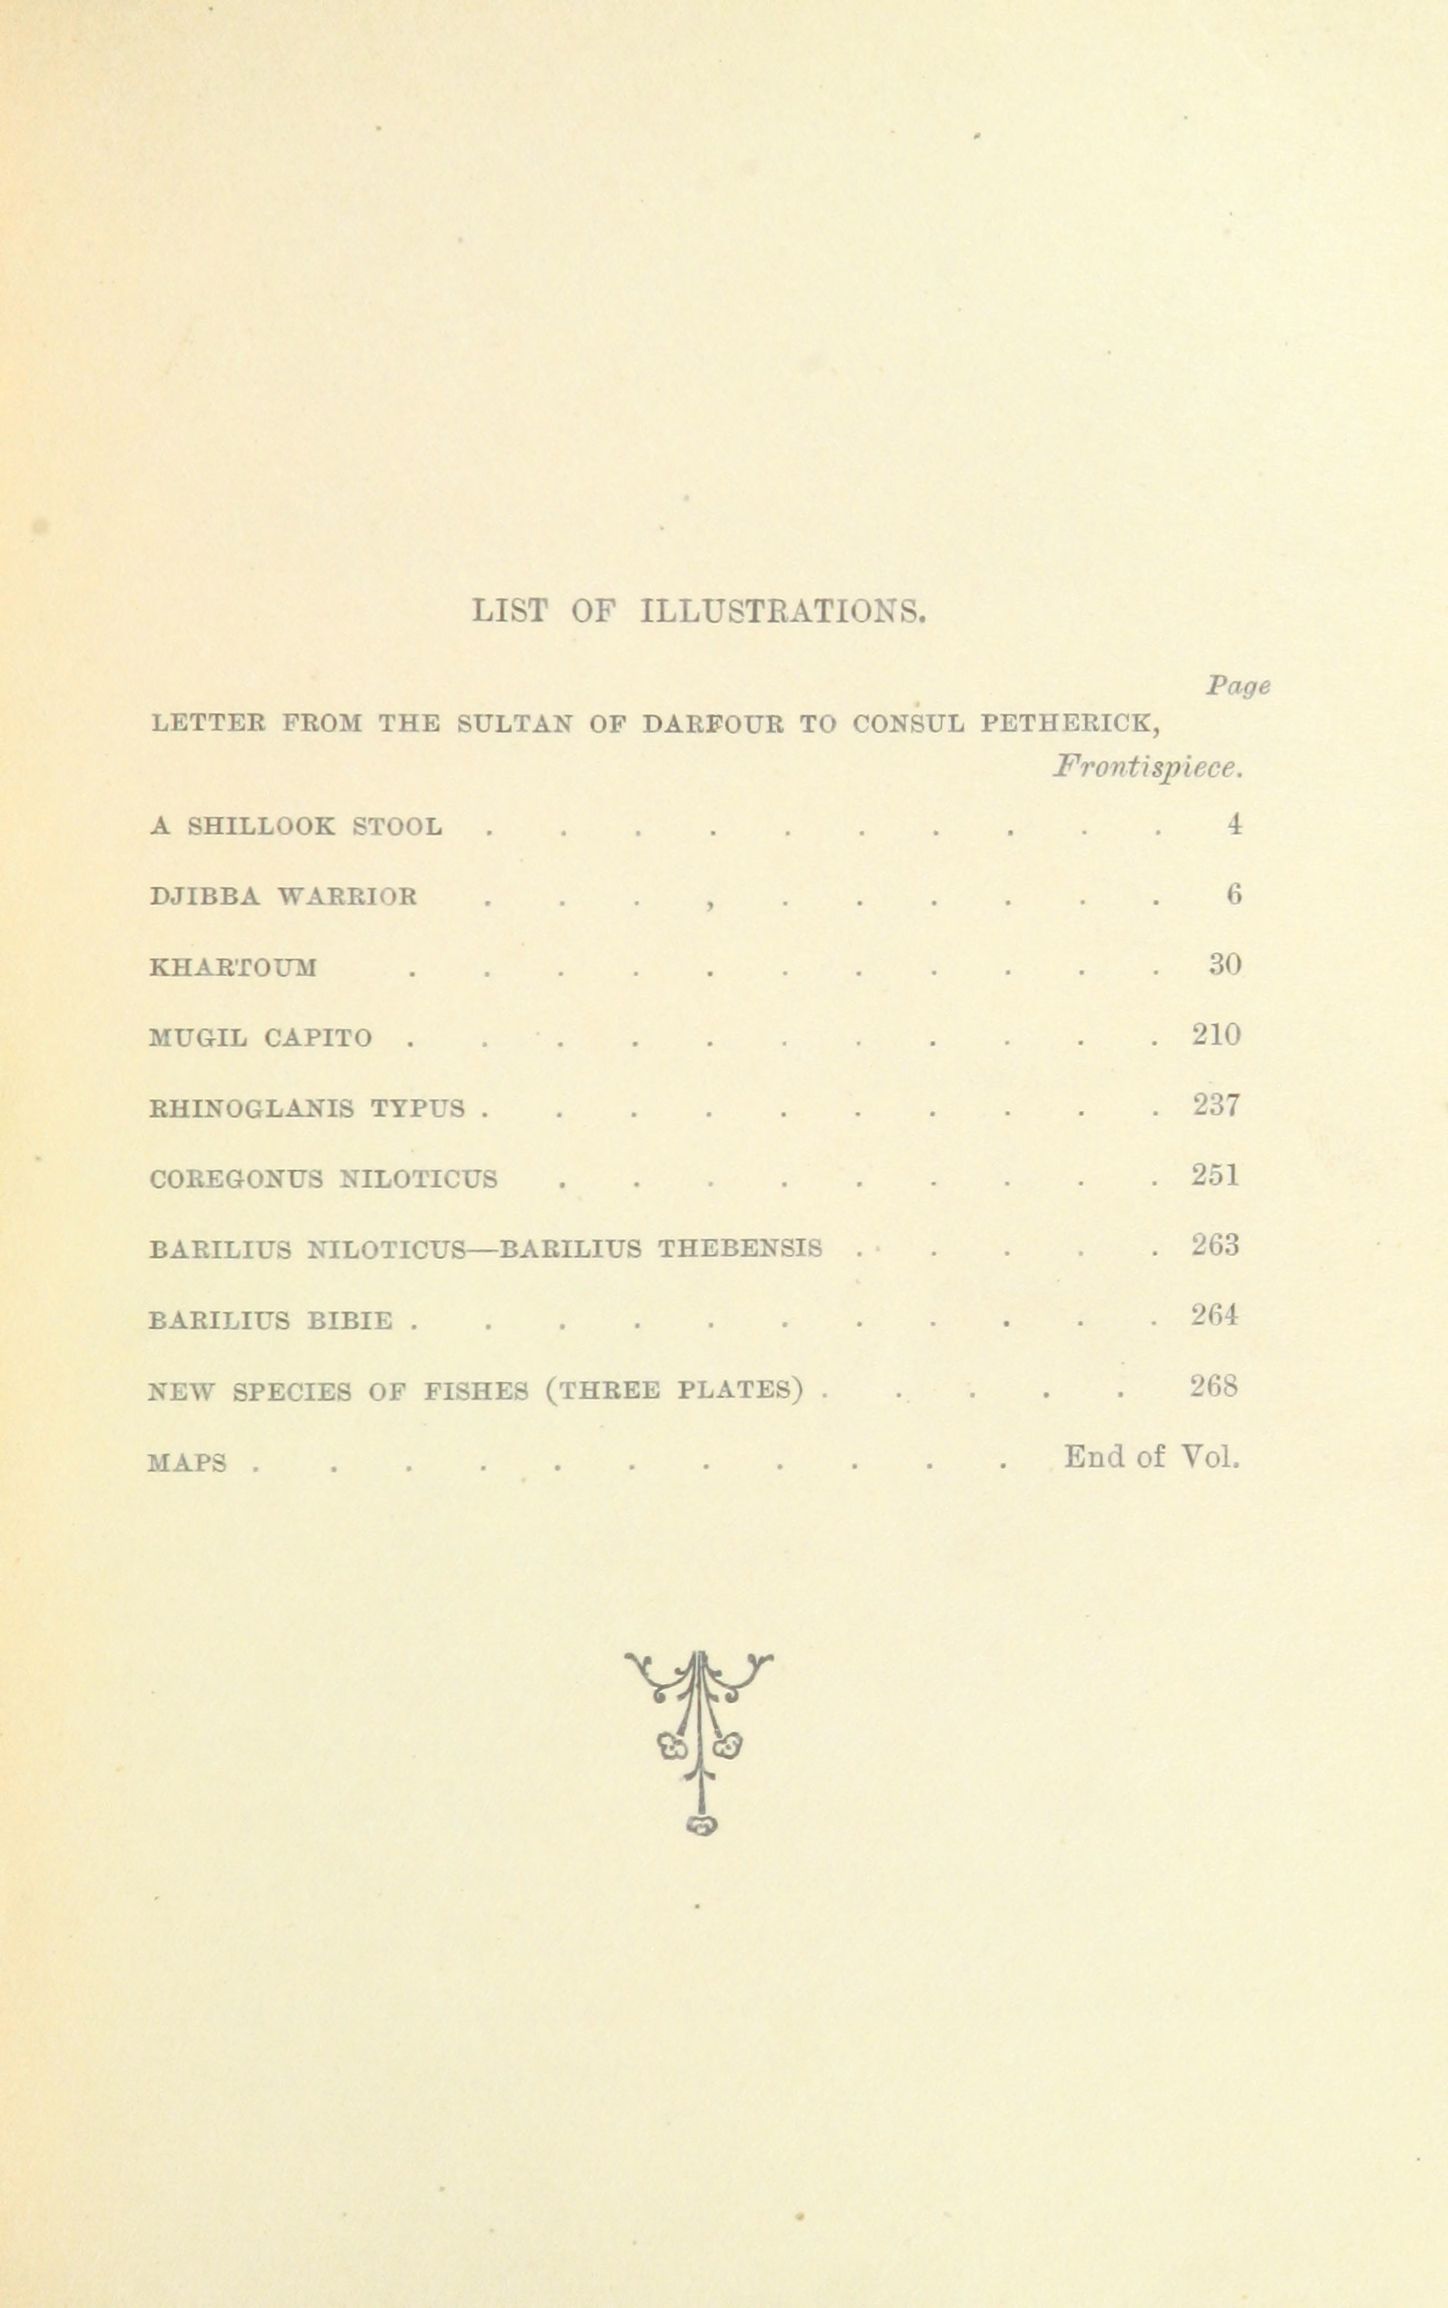 LIST OF ILLUSTRATIONS.
Page
LETTER FROM THE SULTAN OF DARFOUR TO CONSUL PETHERICK,
Frontispiece.
A SHILLOOK STOOL . . . . . . . . . . 4
DJIBBA WARRIOR . . . , . . . . . . 6
KHARTOUM . . . . . . . . . . . 30
MUGIL CAPITO . . . . . . . . . . . 210
RHINOGLANIS TYPUS . . . . . . . . . . 237
COREGONUS NILOTICUS . . . . . . . . . 251
BARILIUS NILOTICUS—BARILIUS THEBENSIS . . . . . 263
BARILIUS BIBIE . . . . . . . . . . . 264
NEW SPECIES OF FISHES (THREE PLATES) . . . . . 268
MAPS . . . . . . . . . . . End of Vol.